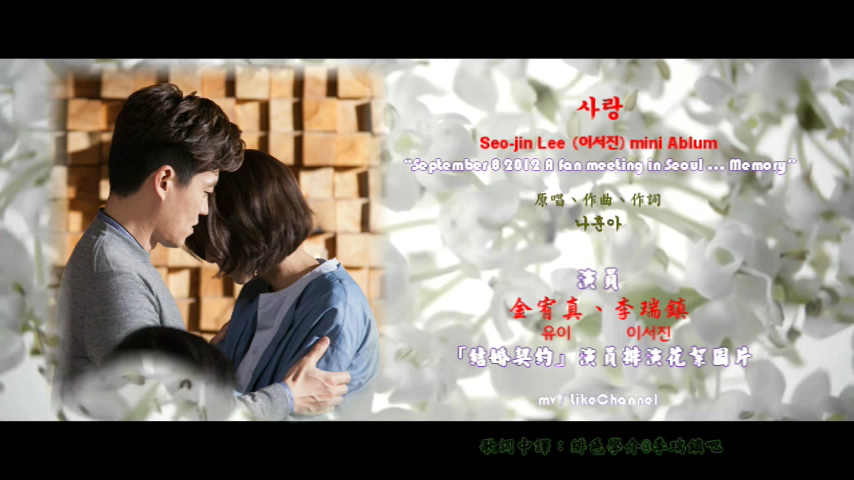 사랑
Seo-jin Lee (이서진) mini Ablum
“September 8 2012 A fan meeting in Seoul ... Memory”
原唱、作曲、作詞
나훈아
演員
金宥真、李瑞鎮
유이 이서진
「結婚契約」演員排演花絮圖片
mv：LikeChannel
歌詞中譯：緋色學介@李瑞鎮吧